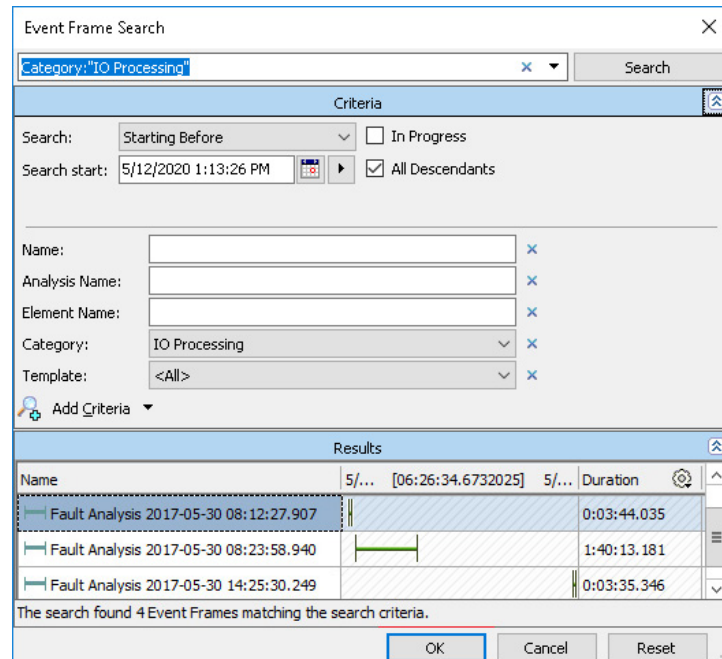 Event Frame Search
Category:"IO Processing" Search
Criteria
Search: Starting Before In Progress
Search start: 5/12/2020 1:13:26 PM All Descendants
Name:
Analysis Name:
Element Name:
Category: IO Processing
Template: <All>
Add Criteria
Results
Name 5/... [06:26:34.6732025] 5/... Duration
Fault Analysis 2017-05-30 08:12:27.907 0:03:44.035
Fault Analysis 2017-05-30 08:23:58.940 1:40:13.181
Fault Analysis 2017-05-30 14:25:30.249 0:03:35.346
The search found 4 Event Frames matching the search criteria.
OK Cancel Reset